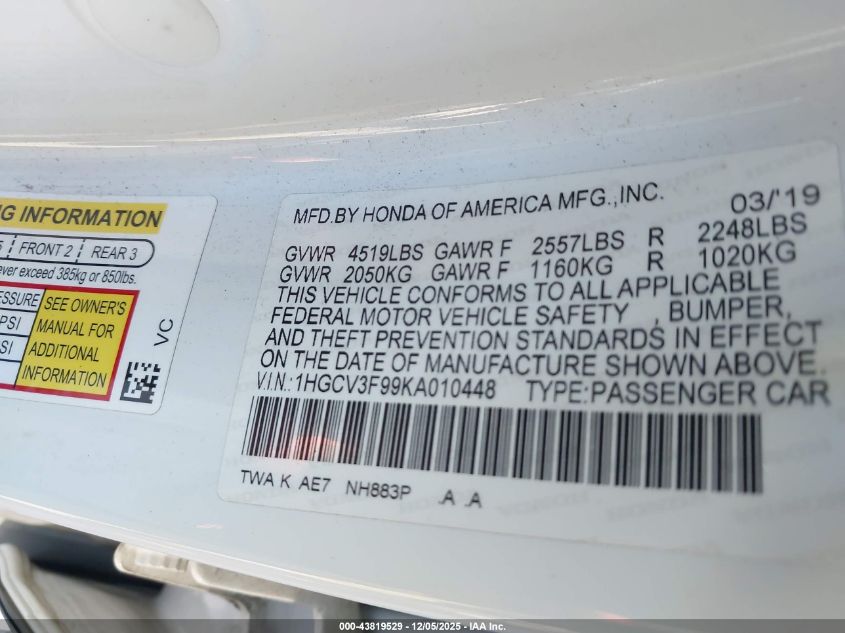 NG INFORMATION
5 FRONT 2 REAR 3
ever exceed 385kg or 850lbs.
ESSURE
SEE OWNER'S
PSI
MANUAL FOR
SI
ADDITIONAL
INFORMATION
VC
MFD.BY HONDA OF AMERICA MFG.,INC. 03/'19
GVWR 4519LBS GAWR F 2557LBS R 2248LBS
GVWR 2050KG GAWR F 1160KG R 1020KG
THIS VEHICLE CONFORMS TO ALL APPLICABLE
FEDERAL MOTOR VEHICLE SAFETY , BUMPER,
AND THEFT PREVENTION STANDARDS IN EFFECT
ON THE DATE OF MANUFACTURE SHOWN ABOVE.
VIN:1HGCV3F99KA010448 TYPE:PASSENGER CAR
TWA K AE7 NH883P .A .A
000-43819529 - 12/05/2025 - IAA, Inc.